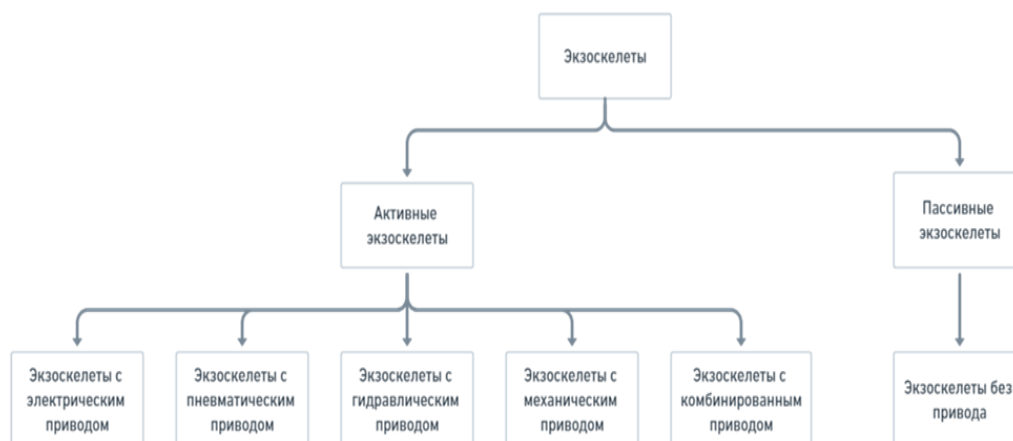 Экзоскелеты
Активные
экзоскелеты
Пассивные
экзоскелеты
Экзоскелеты с
электрическим
приводом
Экзоскелеты с
пневматическим
приводом
Экзоскелеты с
гидравлическим
приводом
Экзоскелеты с
механическим
приводом
Экзоскелеты с
комбинированным
приводом
Экзоскелеты без
привода